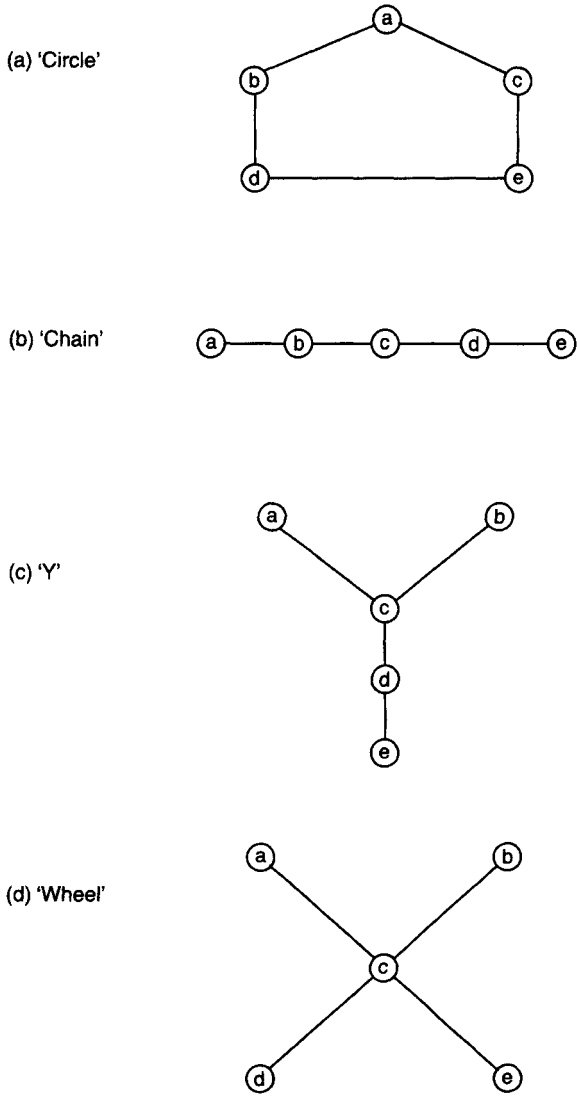 (a) 'Circle'
a
b
c
d
e
(b) 'Chain'
a b c d e
(c) 'Y'
a b
c
d
e
(d) 'Wheel'
a b
c
d e